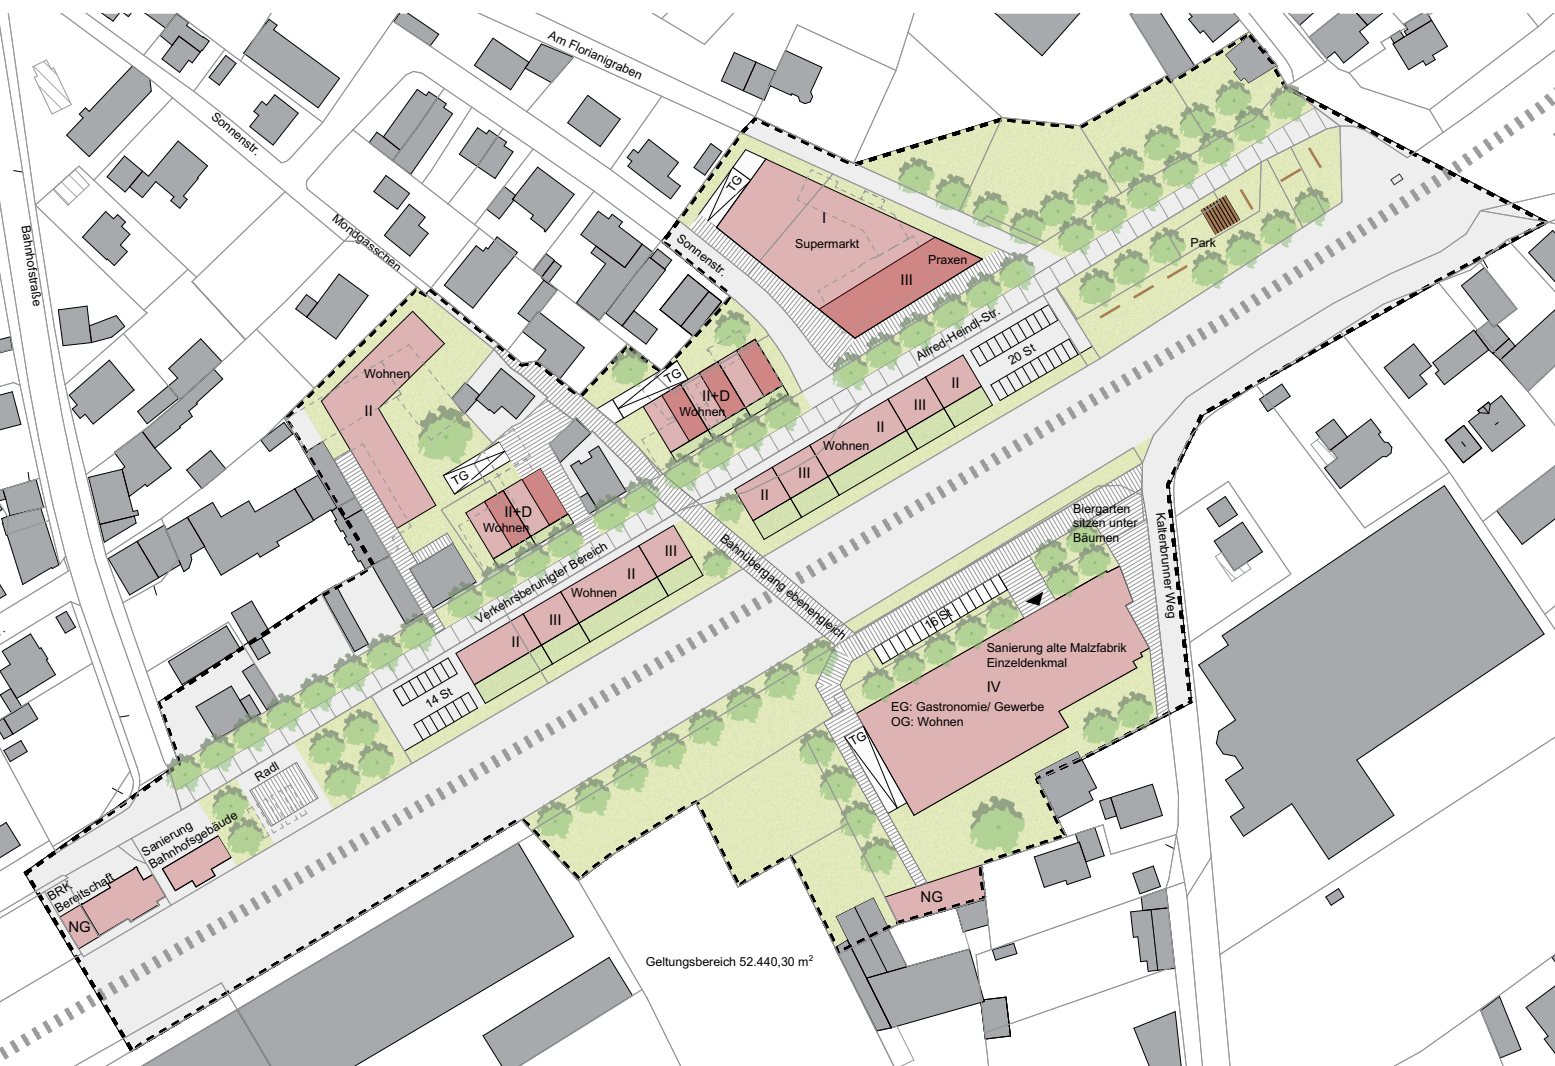 Am Florianigraben
Sonnenstr.
Bahnhofstraße
Mondgässchen
TG
I
Supermarkt
Praxen
III
Sonnenstr.
Park
Alfred-Heindl-Str.
20 St
Wohnen
II
TG
II+D
Wohnen
II
III
II
Wohnen
III
II
TG
II+D
Wohnen
Verkehrsberuhigter Bereich
III
II
Wohnen
III
II
14 St
Bahnübergang ebenengleich
Biergarten
sitzen unter
Bäumen
Kaltenbrunner Weg
16 St
Sanierung alte Malzfabrik
Einzeldenkmal
IV
EG: Gastronomie/ Gewerbe
OG: Wohnen
TG
NG
Radl
Sanierung
Bahnhofsgebäude
BRK
Bereitschaft
NG
Geltungsbereich 52.440,30 m²